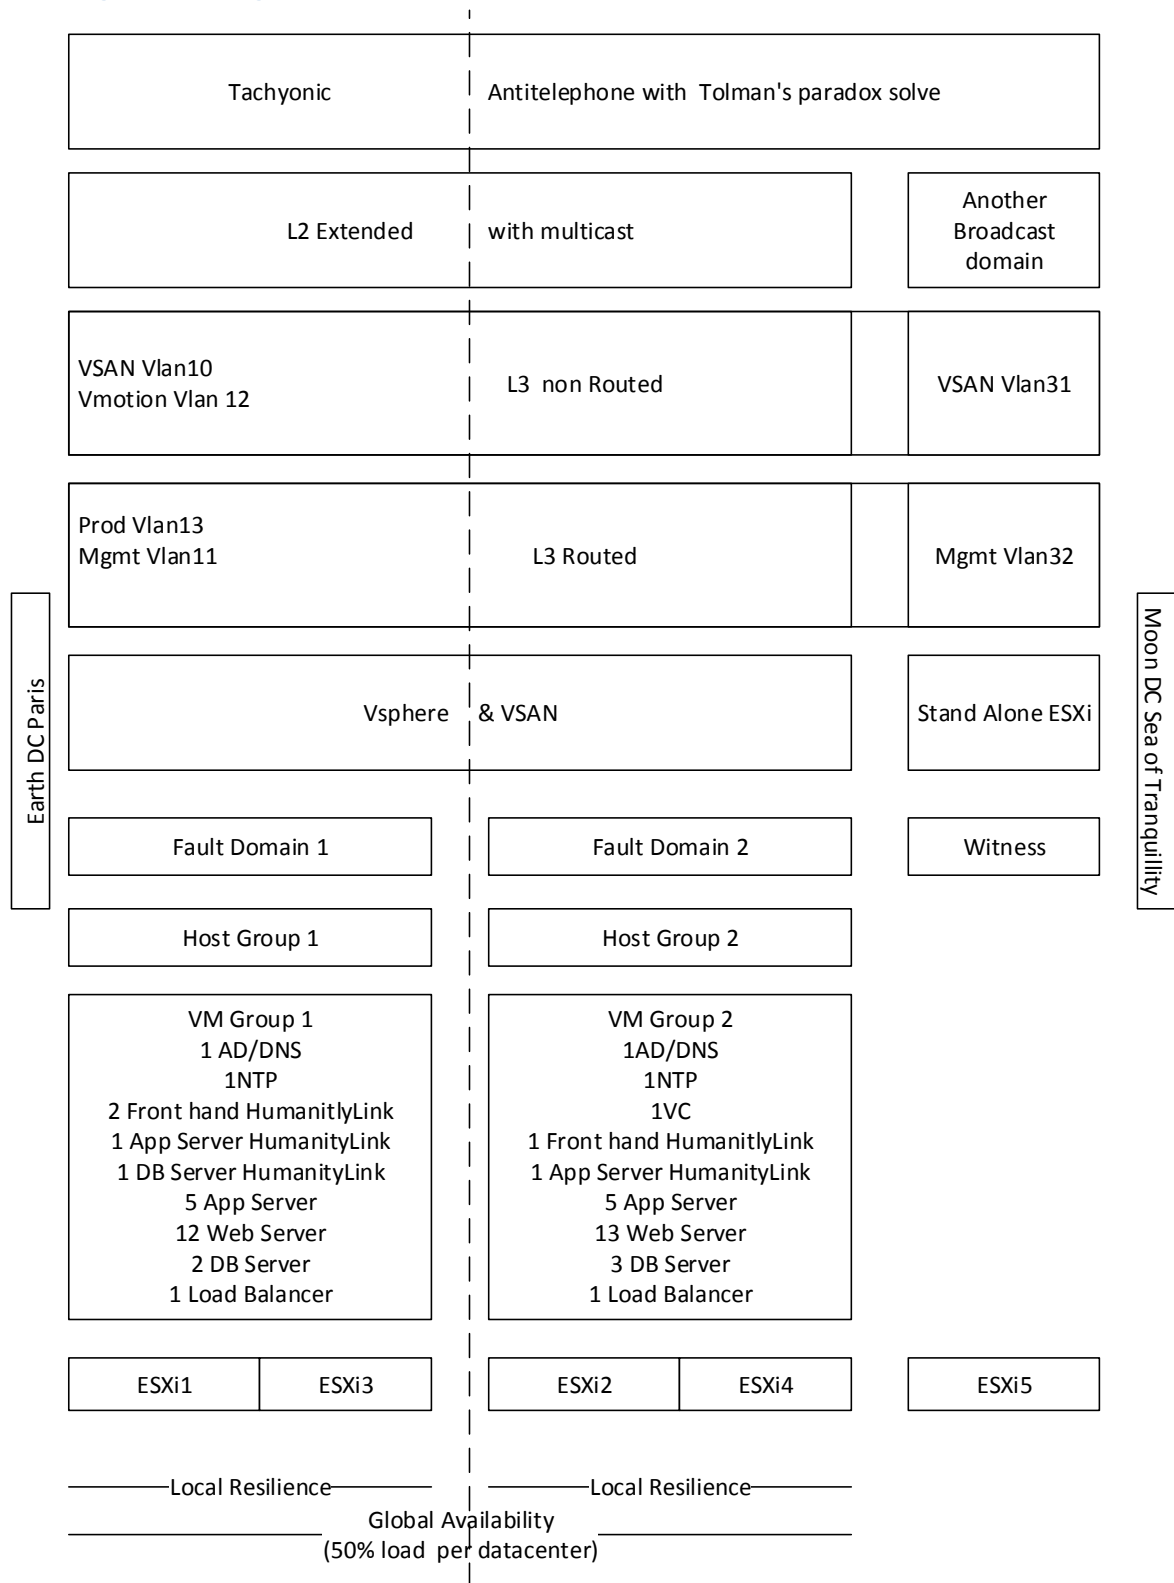 Tachyonic
Antitelephone with  Tolman's paradox solve
L2 Extended
with multicast
Another
Broadcast
domain
VSAN Vlan10
Vmotion Vlan 12
L3  non Routed
VSAN Vlan31
Prod Vlan13
Mgmt Vlan11
L3 Routed
Mgmt Vlan32
Earth DC Paris
Moon DC Sea of Tranquillity
Vsphere
& VSAN
Stand Alone ESXi
Fault Domain 1
Fault Domain 2
Witness
Host Group 1
Host Group 2
VM Group 1
1 AD/DNS
1NTP
2 Front hand HumanitlyLink
1 App Server HumanityLink
1 DB Server HumanityLink
5 App Server
12 Web Server
2 DB Server
1 Load Balancer
VM Group 2
1AD/DNS
1NTP
1VC
1 Front hand HumanitlyLink
1 App Server HumanityLink
5 App Server
13 Web Server
3 DB Server
1 Load Balancer
ESXi1
ESXi3
ESXi2
ESXi4
ESXi5
Local Resilience
Local Resilience
Global Availability
(50% load  per datacenter)